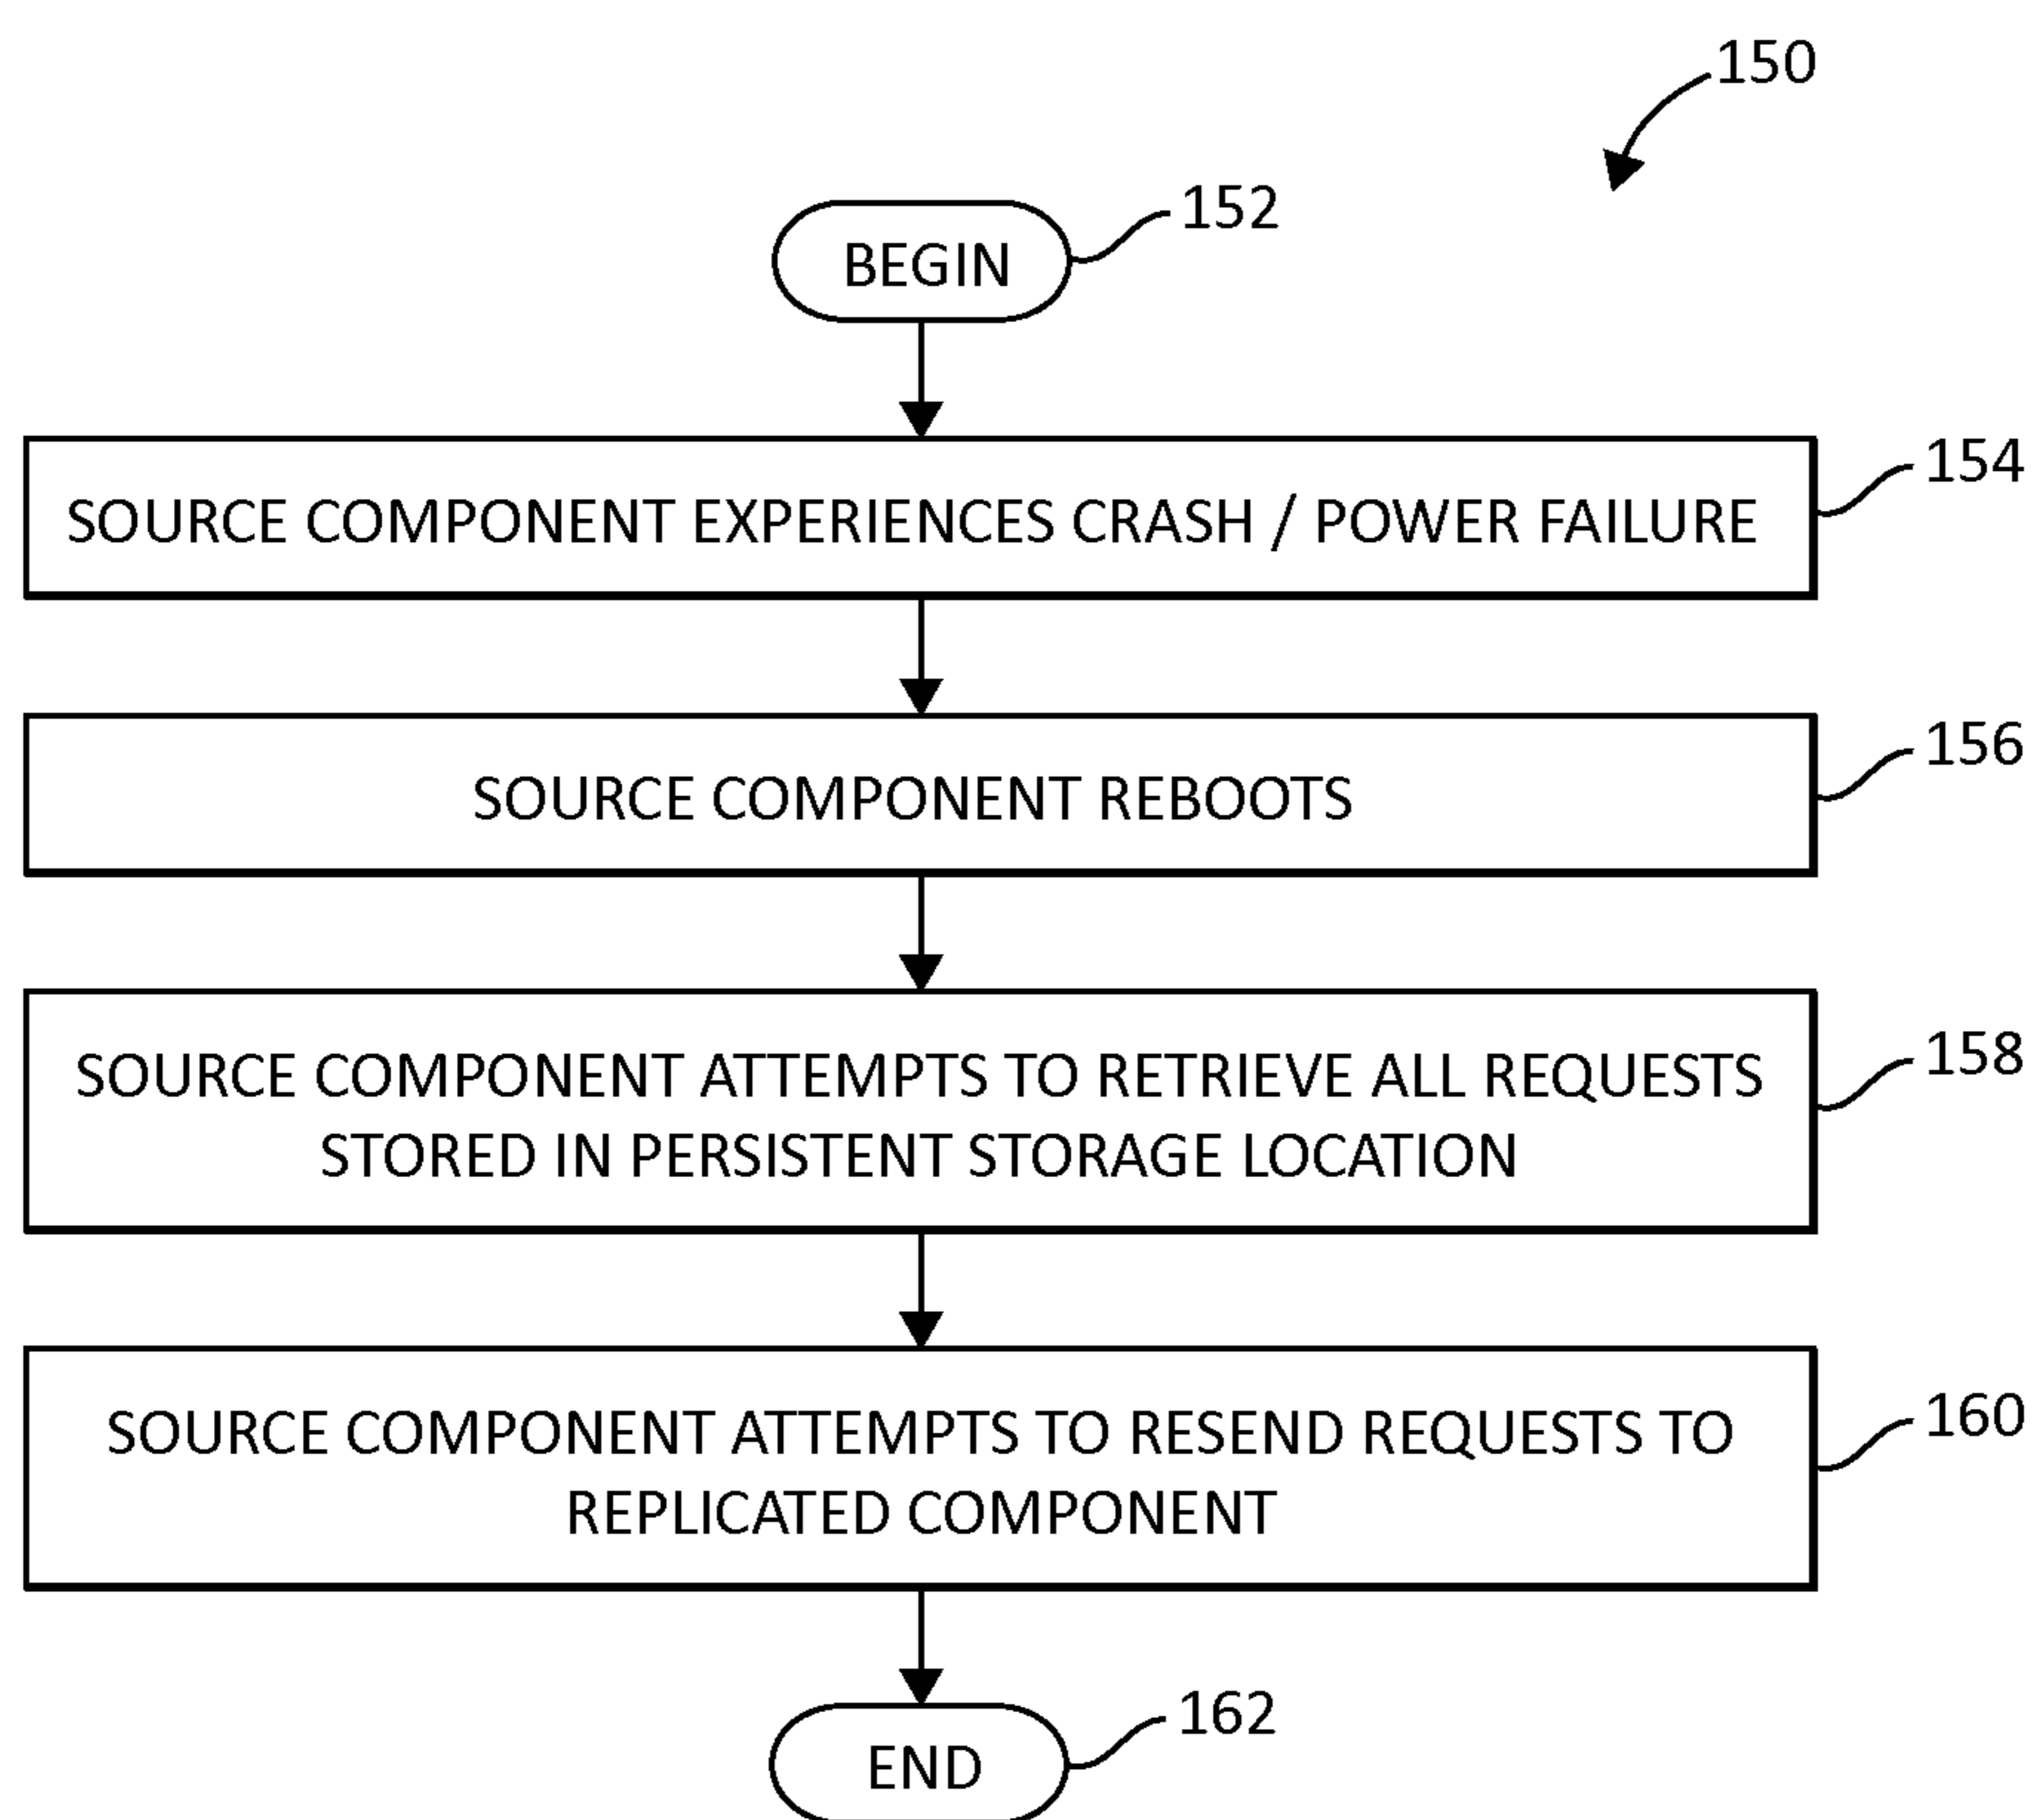 150
152
BEGIN
154
SOURCE COMPONENT EXPERIENCES CRASH / POWER FAILURE
156
SOURCE COMPONENT REBOOTS
158
SOURCE COMPONENT ATTEMPTS TO RETRIEVE ALL REQUESTS
STORED IN PERSISTENT STORAGE LOCATION
160
SOURCE COMPONENT ATTEMPTS TO RESEND REQUESTS TO
REPLICATED COMPONENT
162
END